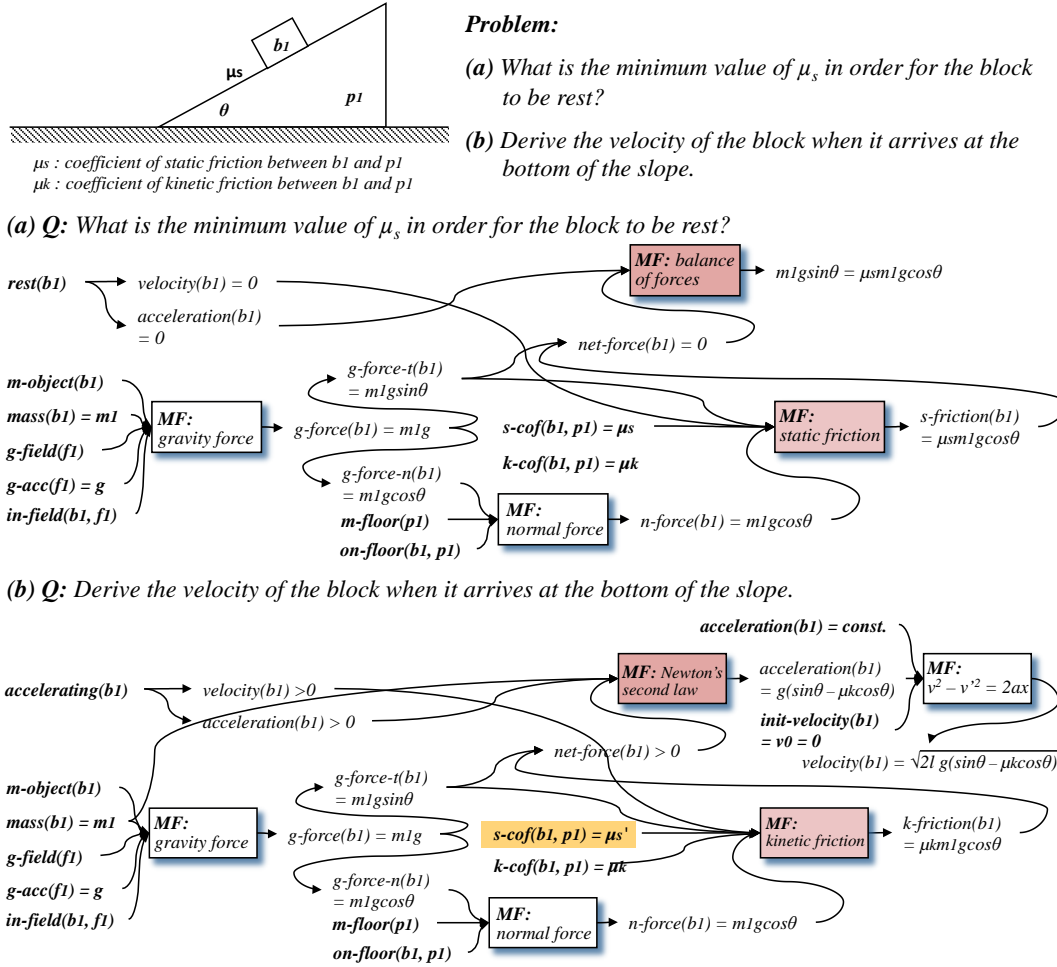 b1
μs
θ
p1
μs : coefficient of static friction between b1 and p1
μk : coefficient of kinetic friction between b1 and p1
Problem:
(a) What is the minimum value of μs in order for the block
to be rest?
(b) Derive the velocity of the block when it arrives at the
bottom of the slope.
(a) Q: What is the minimum value of μs in order for the block to be rest?
rest(b1)
velocity(b1) = 0
acceleration(b1)
= 0
MF: balance
of forces
m1gsinθ = μsm1gcosθ
net-force(b1) = 0
m-object(b1)
mass(b1) = m1
g-field(f1)
g-acc(f1) = g
in-field(b1, f1)
MF:
gravity force
g-force-t(b1)
= m1gsinθ
g-force(b1) = m1g
g-force-n(b1)
= m1gcosθ
m-floor(p1)
on-floor(b1, p1)
s-cof(b1, p1) = μs
k-cof(b1, p1) = μk
MF:
normal force
n-force(b1) = m1gcosθ
MF:
static friction
s-friction(b1)
= μsm1gcosθ
(b) Q: Derive the velocity of the block when it arrives at the bottom of the slope.
acceleration(b1) = const.
accelerating(b1)
velocity(b1) >0
acceleration(b1) > 0
MF: Newton's
second law
acceleration(b1)
= g(sinθ – μkcosθ)
init-velocity(b1)
= v0 = 0
MF:
v² – v'² = 2ax
velocity(b1) = √2l g(sinθ – μkcosθ)
net-force(b1) > 0
m-object(b1)
mass(b1) = m1
g-field(f1)
g-acc(f1) = g
in-field(b1, f1)
MF:
gravity force
g-force-t(b1)
= m1gsinθ
g-force(b1) = m1g
g-force-n(b1)
= m1gcosθ
m-floor(p1)
on-floor(b1, p1)
s-cof(b1, p1) = μs'
k-cof(b1, p1) = μk
MF:
normal force
n-force(b1) = m1gcosθ
MF:
kinetic friction
k-friction(b1)
= μkm1gcosθ